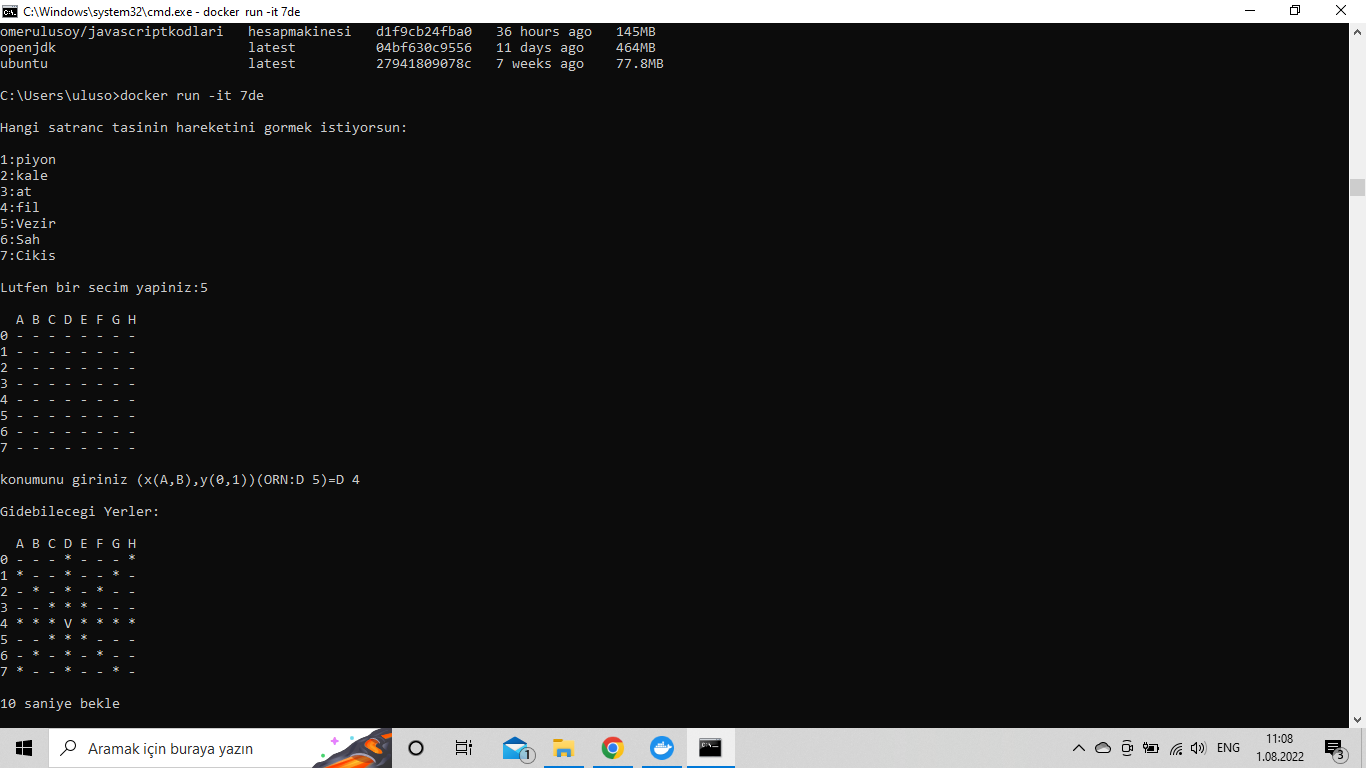 C:\Windows\system32\cmd.exe - docker run -it 7de
omerulusoy/javascriptkodlari hesapmakinesi d1f9cb24fba0 36 hours ago 145MB
openjdk latest 04bf630c9556 11 days ago 464MB
ubuntu latest 27941809078c 7 weeks ago 77.8MB
C:\Users\uluso>docker run -it 7de
Hangi satranc tasinin hareketini gormek istiyorsun:
1:piyon
2:kale
3:at
4:fil
5:Vezir
6:Sah
7:Cikis
Lutfen bir secim yapiniz:5
A B C D E F G H
0 - - - - - - - -
1 - - - - - - - -
2 - - - - - - - -
3 - - - - - - - -
4 - - - - - - - -
5 - - - - - - - -
6 - - - - - - - -
7 - - - - - - - -
konumunu giriniz (x(A,B),y(0,1))(ORN:D 5)=D 4
Gidebilecegi Yerler:
A B C D E F G H
0 - - - * - - - *
1 * - - * - - * -
2 - * - * - * - -
3 - - * * * - - -
4 * * * V * * * *
5 - - * * * - - -
6 - * - * - * - -
7 * - - * - - * -
10 saniye bekle
Aramak için buraya yazın
1
ENG
11:08
1.08.2022
3